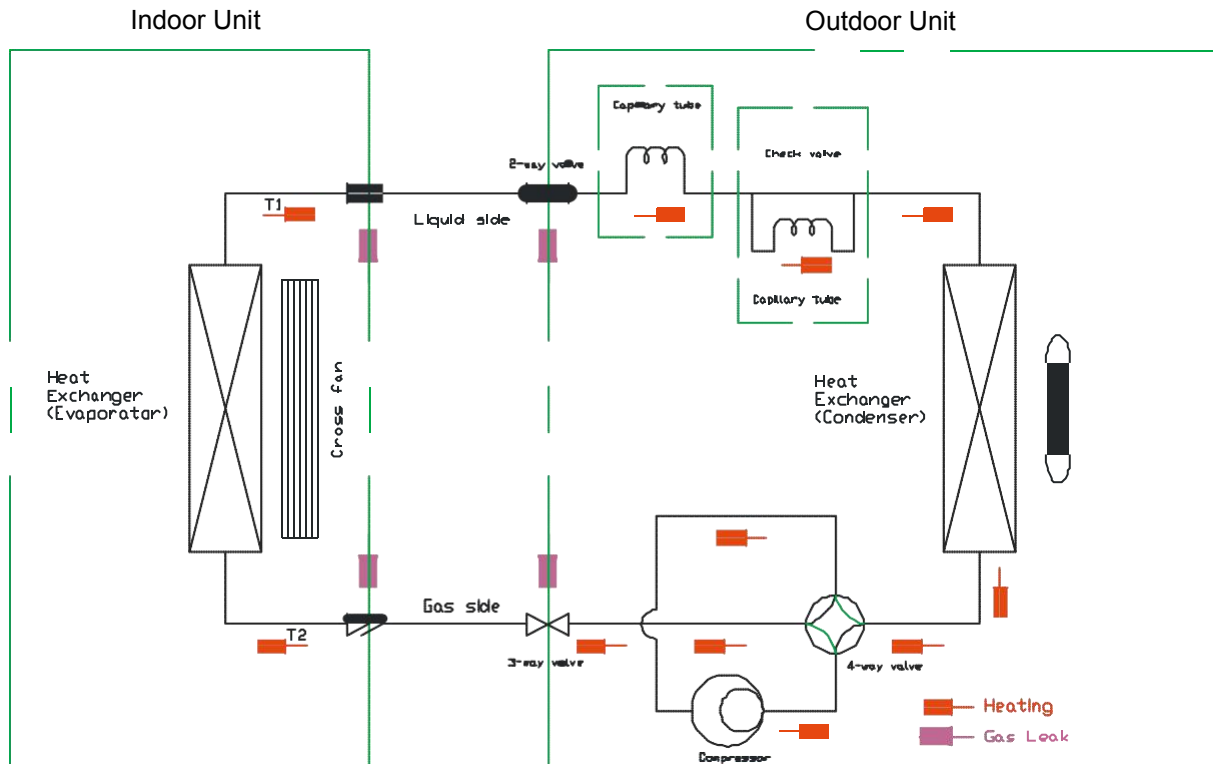 Indoor Unit
Outdoor Unit
Capillary tube
Check valve
2-way valve
T1
Liquid side
Capillary tube
Heat
Exchanger
(Evaporator)
Cross fan
Heat
Exchanger
(Condenser)
Gas side
T2
3-way valve
4-way valve
Compressor
Heating
Gas Leak